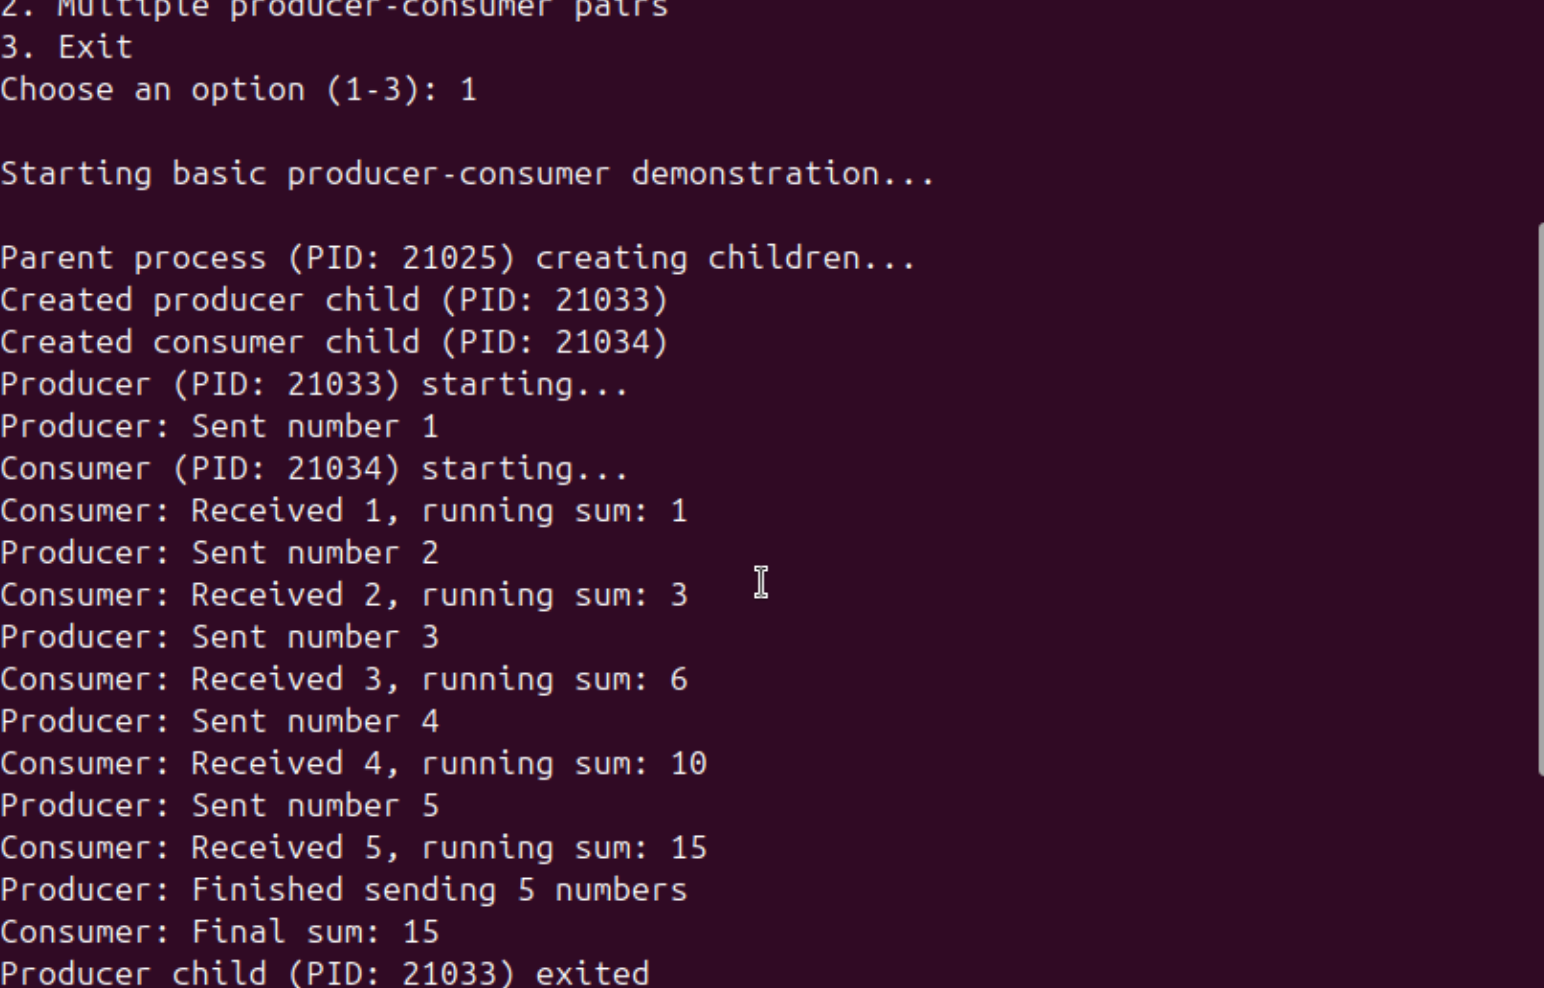 2. Multiple producer-consumer pairs
3. Exit
Choose an option (1-3): 1
Starting basic producer-consumer demonstration...
Parent process (PID: 21025) creating children...
Created producer child (PID: 21033)
Created consumer child (PID: 21034)
Producer (PID: 21033) starting...
Producer: Sent number 1
Consumer (PID: 21034) starting...
Consumer: Received 1, running sum: 1
Producer: Sent number 2
Consumer: Received 2, running sum: 3
Producer: Sent number 3
Consumer: Received 3, running sum: 6
Producer: Sent number 4
Consumer: Received 4, running sum: 10
Producer: Sent number 5
Consumer: Received 5, running sum: 15
Producer: Finished sending 5 numbers
Consumer: Final sum: 15
Producer child (PID: 21033) exited